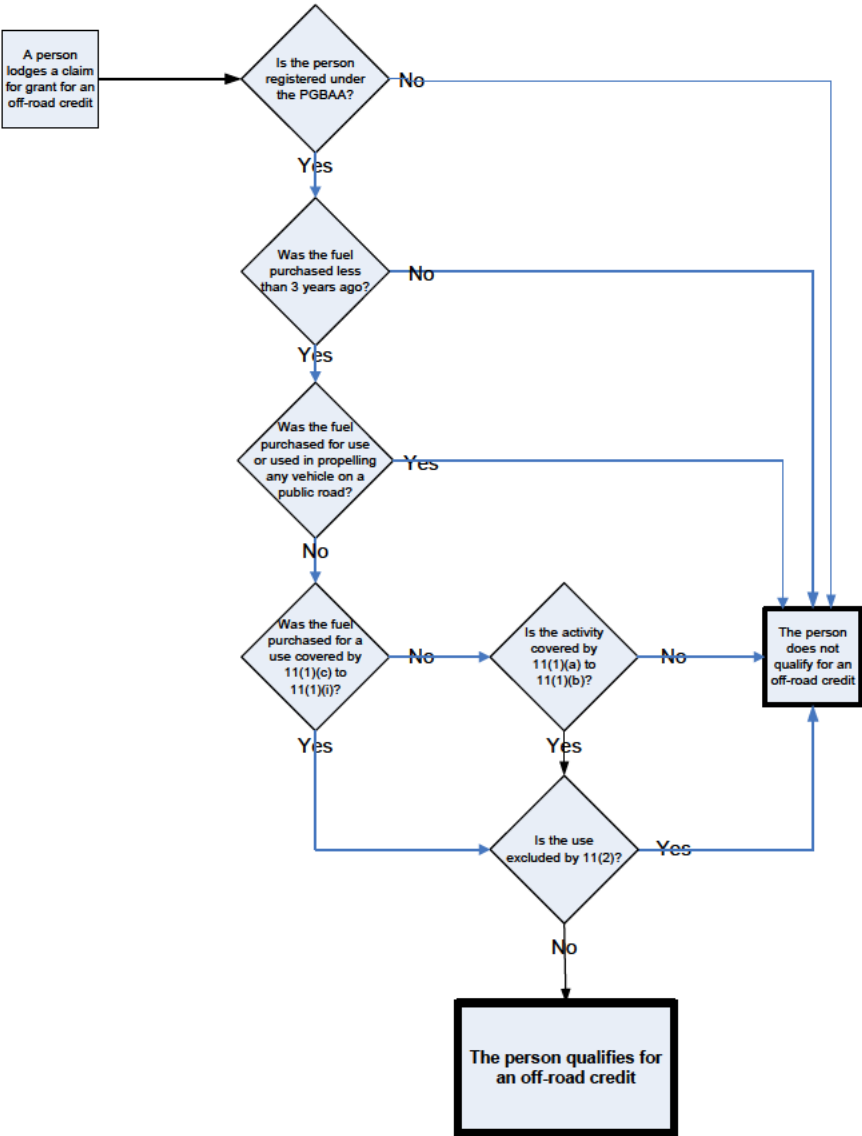 A person
lodges a claim
for grant for an
off-road credit
Is the person
registered under
the PGBAA?
No
Yes
Was the fuel
purchased less
than 3 years ago?
No
Yes
Was the fuel
purchased for use
or used in propelling
any vehicle on a
public road?
Yes
No
Was the fuel
purchased for a
use covered by
11(1)(c) to
11(1)(i)?
No
Is the activity
covered by
11(1)(a) to
11(1)(b)?
No
The person
does not
qualify for an
off-road credit
Yes
Yes
Is the use
excluded by 11(2)?
Yes
No
The person qualifies for
an off-road credit